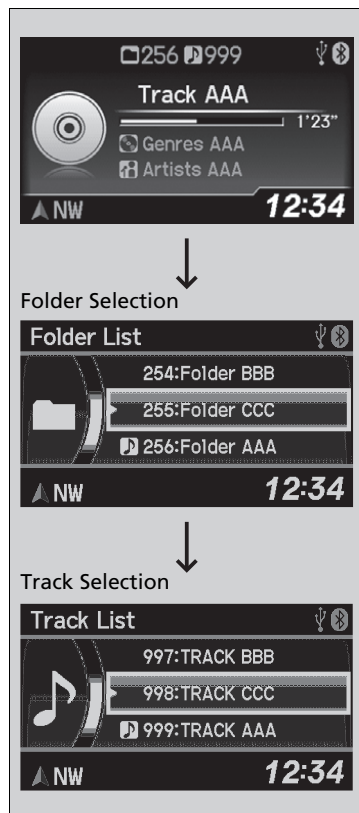 256 999
Track AAA
1'23"
Genres AAA
Artists AAA
NW 12:34
Folder Selection
Folder List
254:Folder BBB
255:Folder CCC
256:Folder AAA
NW 12:34
Track Selection
Track List
997:TRACK BBB
998:TRACK CCC
999:TRACK AAA
NW 12:34